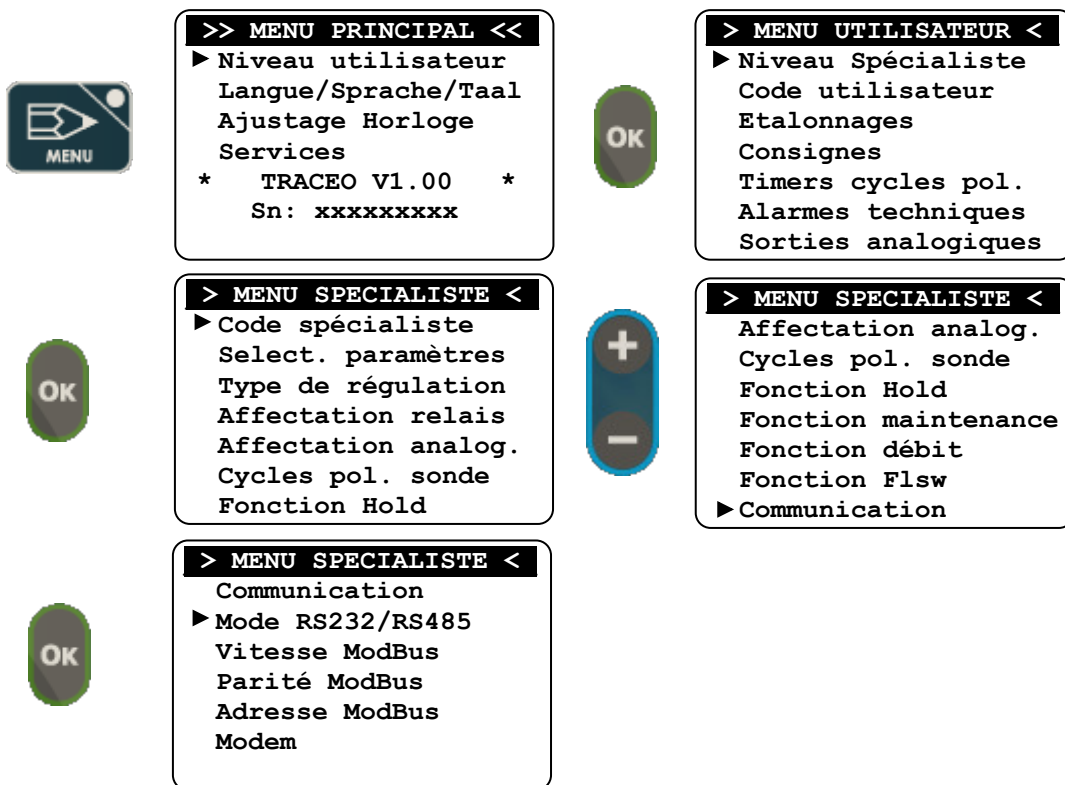 MENU
>> MENU PRINCIPAL <<
►Niveau utilisateur
Langue/Sprache/Taal
Ajustage Horloge
Services
* TRACEO V1.00 *
Sn: xxxxxxxxx
OK
> MENU UTILISATEUR <
►Niveau Spécialiste
Code utilisateur
Etalonnages
Consignes
Timers cycles pol.
Alarmes techniques
Sorties analogiques
OK
> MENU SPECIALISTE <
►Code spécialiste
Select. paramètres
Type de régulation
Affectation relais
Affectation analog.
Cycles pol. sonde
Fonction Hold
+
−
> MENU SPECIALISTE <
Affectation analog.
Cycles pol. sonde
Fonction Hold
Fonction maintenance
Fonction débit
Fonction Flsw
►Communication
OK
> MENU SPECIALISTE <
Communication
►Mode RS232/RS485
Vitesse ModBus
Parité ModBus
Adresse ModBus
Modem